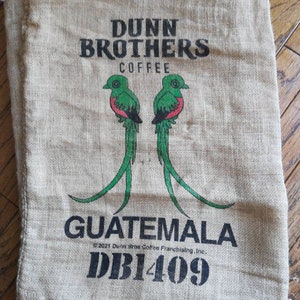 DUNN
BROTHERS
COFFEE
GUATEMALA
©2021 Dunn Bros Coffee Franchising, Inc.
DB1409